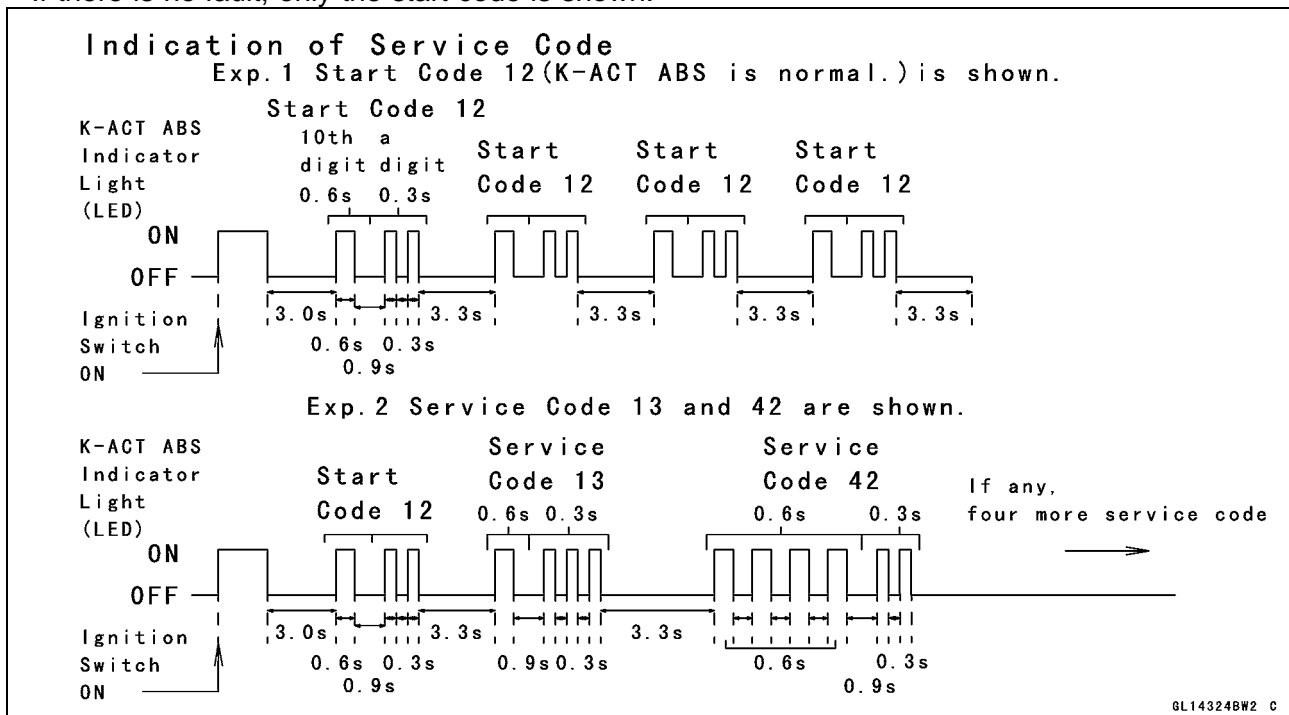 If there is no fault, only the start code is shown.
Indication of Service Code
Exp.1 Start Code 12(K-ACT ABS is normal.)is shown.
Start Code 12
K-ACT ABS
Indicator
Light
(LED)
10th a
digit digit
0.6s 0.3s
Start
Code 12
Start
Code 12
Start
Code 12
ON
OFF
3.0s 3.3s 3.3s 3.3s 3.3s
Ignition
Switch
ON
0.6s 0.3s
0.9s
Exp.2 Service Code 13 and 42 are shown.
K-ACT ABS
Indicator
Light
(LED)
Start
Code 12
Service
Code 13
0.6s 0.3s
Service
Code 42
0.6s 0.3s
If any,
four more service code
ON
OFF
3.0s 3.3s 3.3s
Ignition
Switch
ON
0.6s 0.3s 0.9s 0.3s 0.6s 0.3s
0.9s 0.9s
GL14324BW2 C